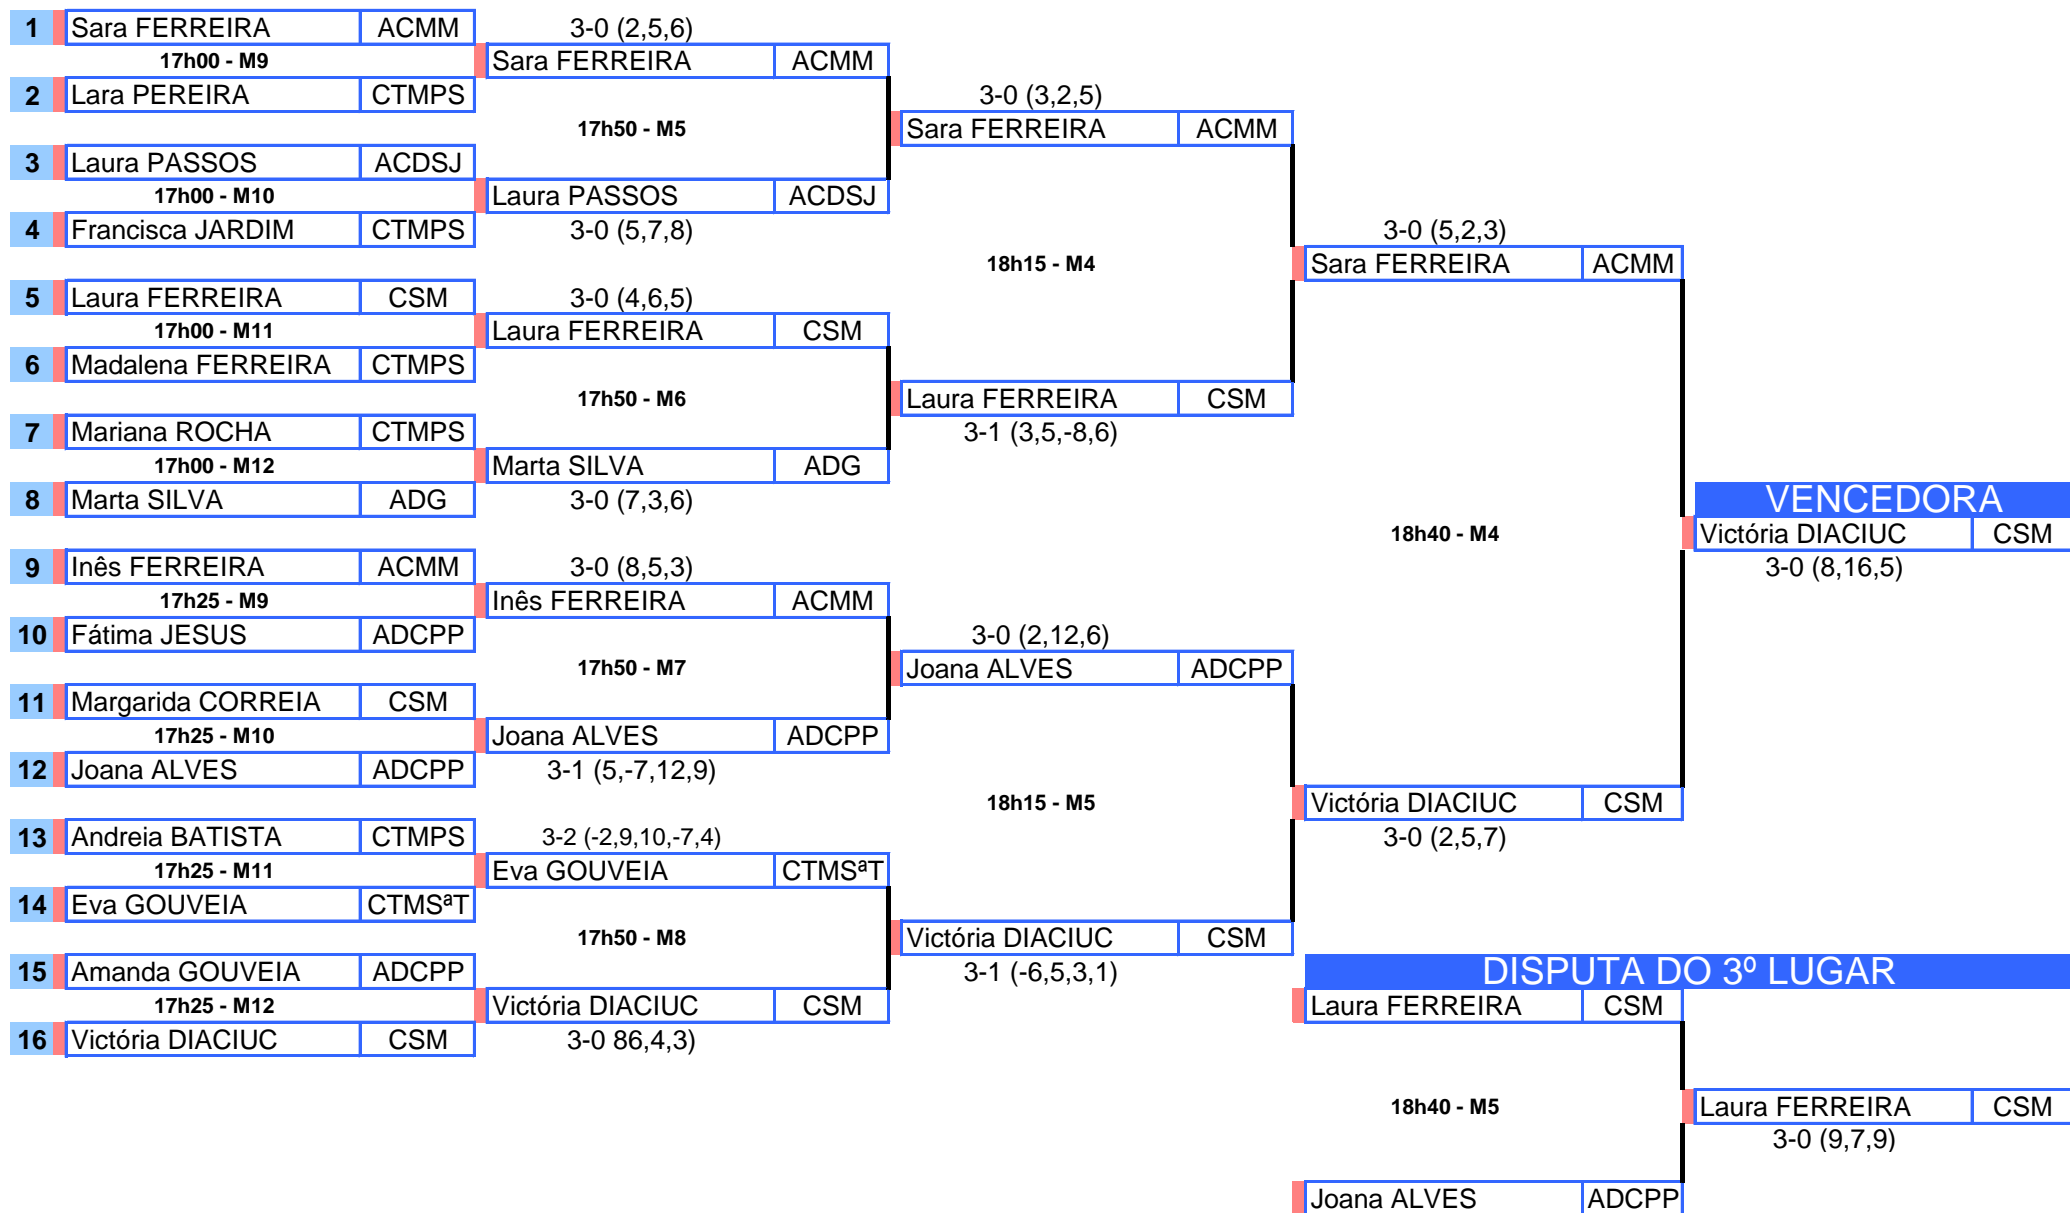 1 Sara FERREIRA ACMM 3-0 (2,5,6)
17h00 - M9 Sara FERREIRA ACMM
2 Lara PEREIRA CTMPS 3-0 (3,2,5)
17h50 - M5 Sara FERREIRA ACMM
3 Laura PASSOS ACDSJ
17h00 - M10 Laura PASSOS ACDSJ
4 Francisca JARDIM CTMPS 3-0 (5,7,8) 3-0 (5,2,3)
18h15 - M4 Sara FERREIRA ACMM
5 Laura FERREIRA CSM 3-0 (4,6,5)
17h00 - M11 Laura FERREIRA CSM
6 Madalena FERREIRA CTMPS
17h50 - M6 Laura FERREIRA CSM
7 Mariana ROCHA CTMPS 3-1 (3,5,-8,6)
17h00 - M12 Marta SILVA ADG
8 Marta SILVA ADG 3-0 (7,3,6) VENCEDORA
18h40 - M4 Victória DIACIUC CSM
9 Inês FERREIRA ACMM 3-0 (8,5,3) 3-0 (8,16,5)
17h25 - M9 Inês FERREIRA ACMM
10 Fátima JESUS ADCPP 3-0 (2,12,6)
17h50 - M7 Joana ALVES ADCPP
11 Margarida CORREIA CSM
17h25 - M10 Joana ALVES ADCPP
12 Joana ALVES ADCPP 3-1 (5,-7,12,9)
18h15 - M5 Victória DIACIUC CSM
13 Andreia BATISTA CTMPS 3-2 (-2,9,10,-7,4) 3-0 (2,5,7)
17h25 - M11 Eva GOUVEIA CTMSªT
14 Eva GOUVEIA CTMSªT
17h50 - M8 Victória DIACIUC CSM
15 Amanda GOUVEIA ADCPP 3-1 (-6,5,3,1) DISPUTA DO 3º LUGAR
17h25 - M12 Victória DIACIUC CSM Laura FERREIRA CSM
16 Victória DIACIUC CSM 3-0 86,4,3)
18h40 - M5 Laura FERREIRA CSM
3-0 (9,7,9)
Joana ALVES ADCPP